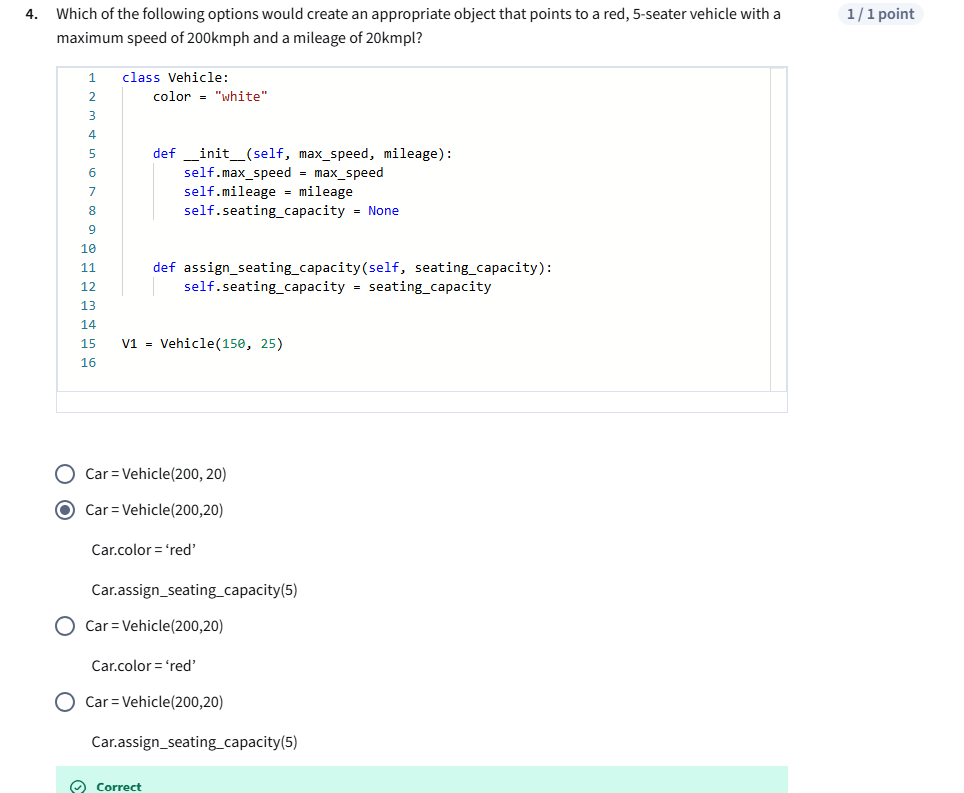 4. Which of the following options would create an appropriate object that points to a red, 5-seater vehicle with a
1 / 1 point
maximum speed of 200kmph and a mileage of 20kmpl?
1 class Vehicle:
2 color = "white"
3
4
5 def __init__(self, max_speed, mileage):
6 self.max_speed = max_speed
7 self.mileage = mileage
8 self.seating_capacity = None
9
10
11 def assign_seating_capacity(self, seating_capacity):
12 self.seating_capacity = seating_capacity
13
14
15 V1 = Vehicle(150, 25)
16
Car = Vehicle(200, 20)
Car = Vehicle(200,20)
Car.color = ‘red’
Car.assign_seating_capacity(5)
Car = Vehicle(200,20)
Car.color = ‘red’
Car = Vehicle(200,20)
Car.assign_seating_capacity(5)
Correct